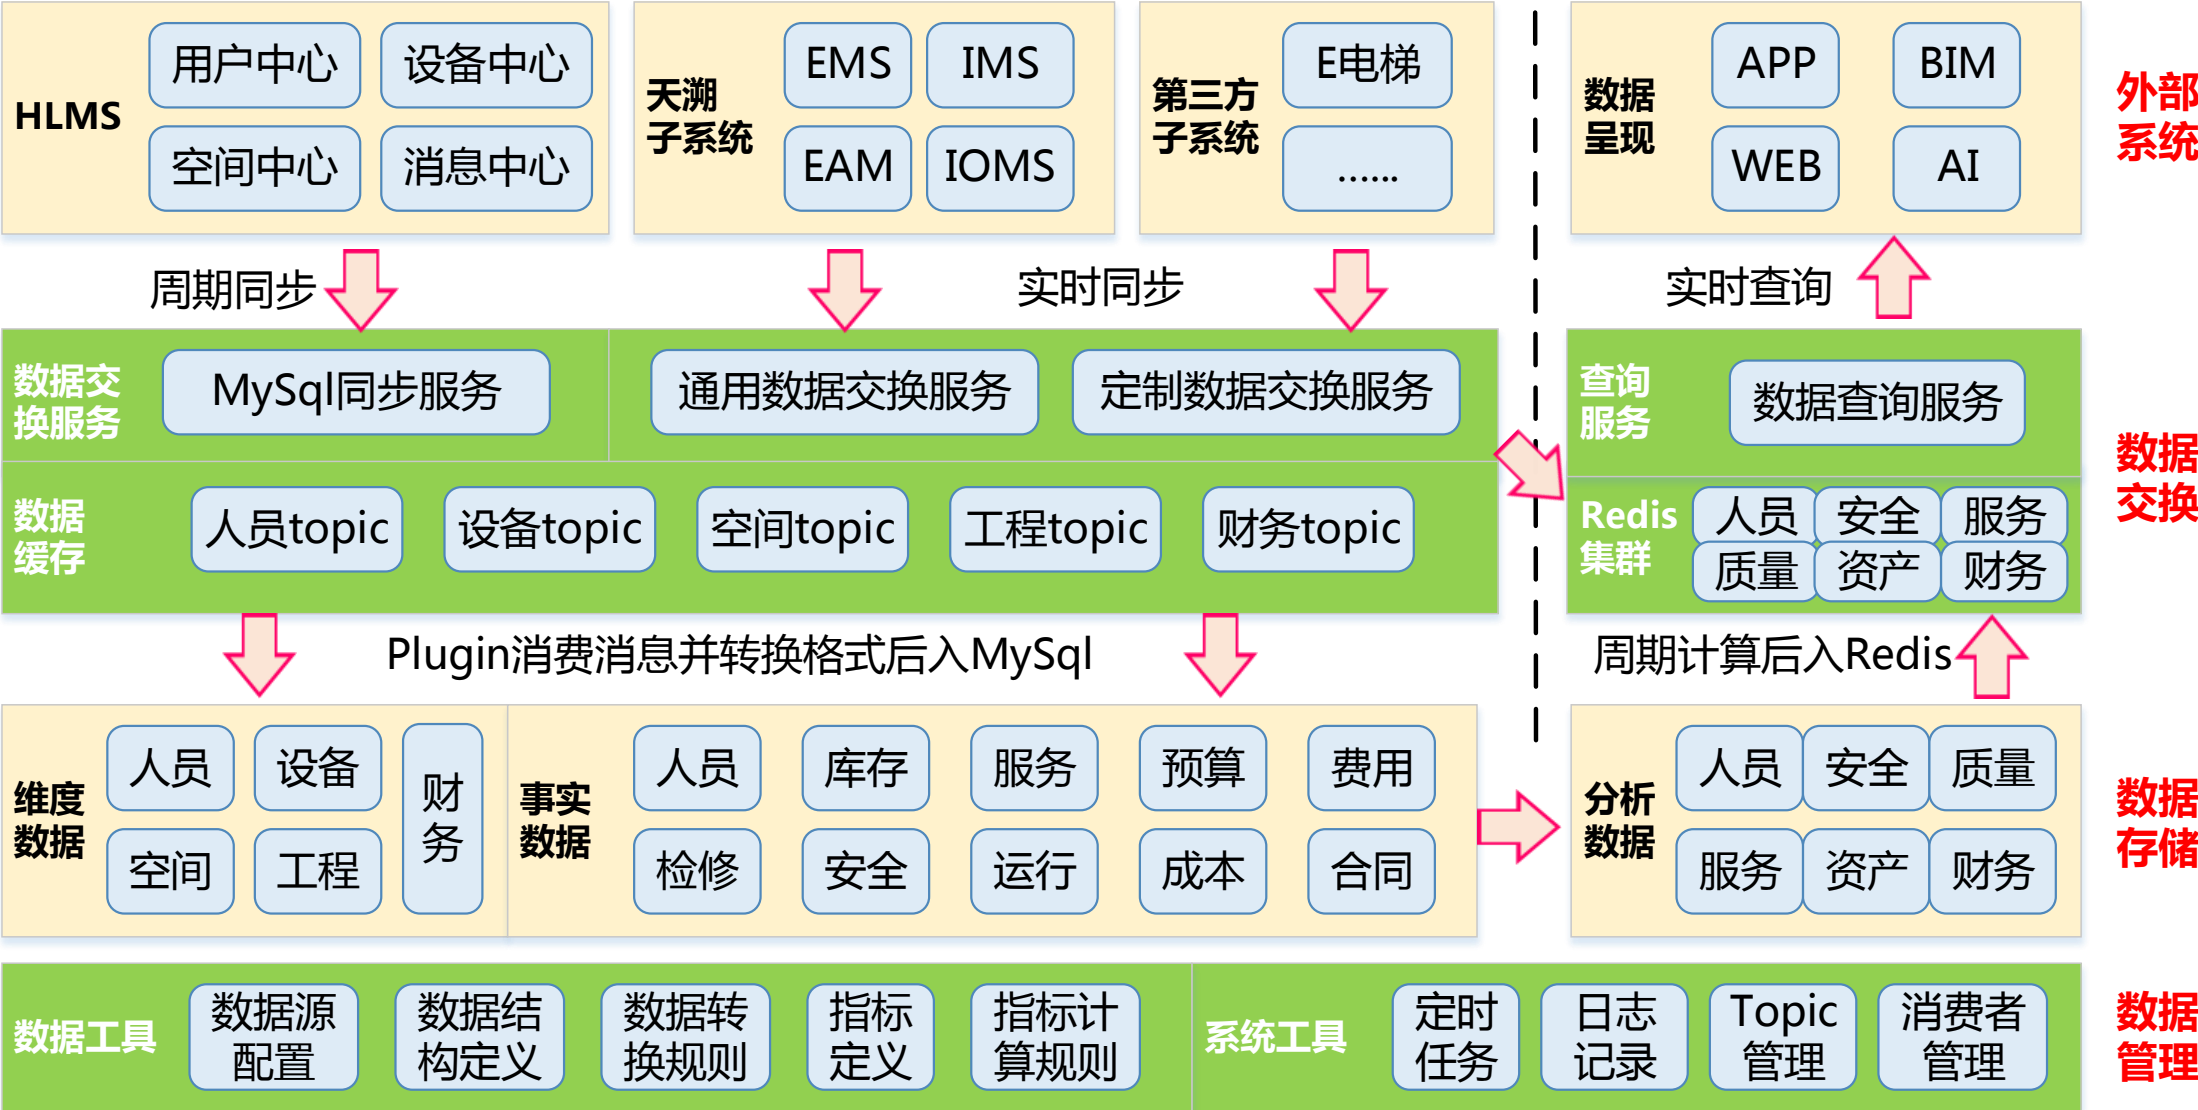 HLMS
用户中心
设备中心
空间中心
消息中心
天溯
子系统
EMS
IMS
EAM
IOMS
第三方
子系统
E电梯
......
数据
呈现
APP
BIM
WEB
AI
外部
系统
周期同步
实时同步
实时查询
数据交
换服务
MySql同步服务
通用数据交换服务
定制数据交换服务
查询
服务
数据查询服务
数据
交换
数据
缓存
人员topic
设备topic
空间topic
工程topic
财务topic
Redis
集群
人员
安全
服务
质量
资产
财务
Plugin消费消息并转换格式后入MySql
周期计算后入Redis
维度
数据
人员
设备
财
务
空间
工程
事实
数据
人员
库存
服务
预算
费用
检修
安全
运行
成本
合同
分析
数据
人员
安全
质量
服务
资产
财务
数据
存储
数据工具
数据源
配置
数据结
构定义
数据转
换规则
指标
定义
指标计
算规则
系统工具
定时
任务
日志
记录
Topic
管理
消费者
管理
数据
管理